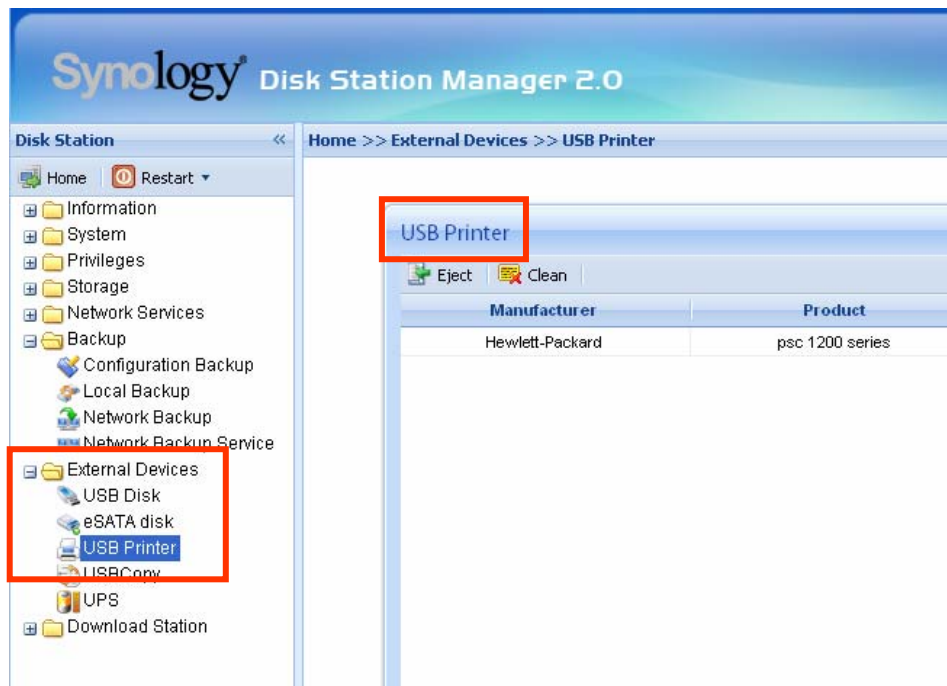 Synology Disk Station Manager 2.0
Disk Station «
Home >> External Devices >> USB Printer
Home Restart
Information
System
Privileges
Storage
Network Services
Backup
Configuration Backup
Local Backup
Network Backup
Network Backup Service
External Devices
USB Disk
eSATA disk
USB Printer
USBCopy
UPS
Download Station
USB Printer
Eject Clean
Manufacturer Product
Hewlett-Packard psc 1200 series